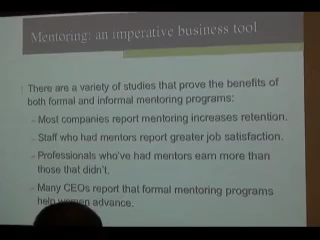 Mentoring: an imperative business tool
There are a variety of studies that prove the benefits of
both formal and informal mentoring programs:
– Most companies report mentoring increases retention.
– Staff who had mentors report greater job satisfaction.
– Professionals who've had mentors earn more than
those that didn't.
– Many CEOs report that formal mentoring programs
help women advance.